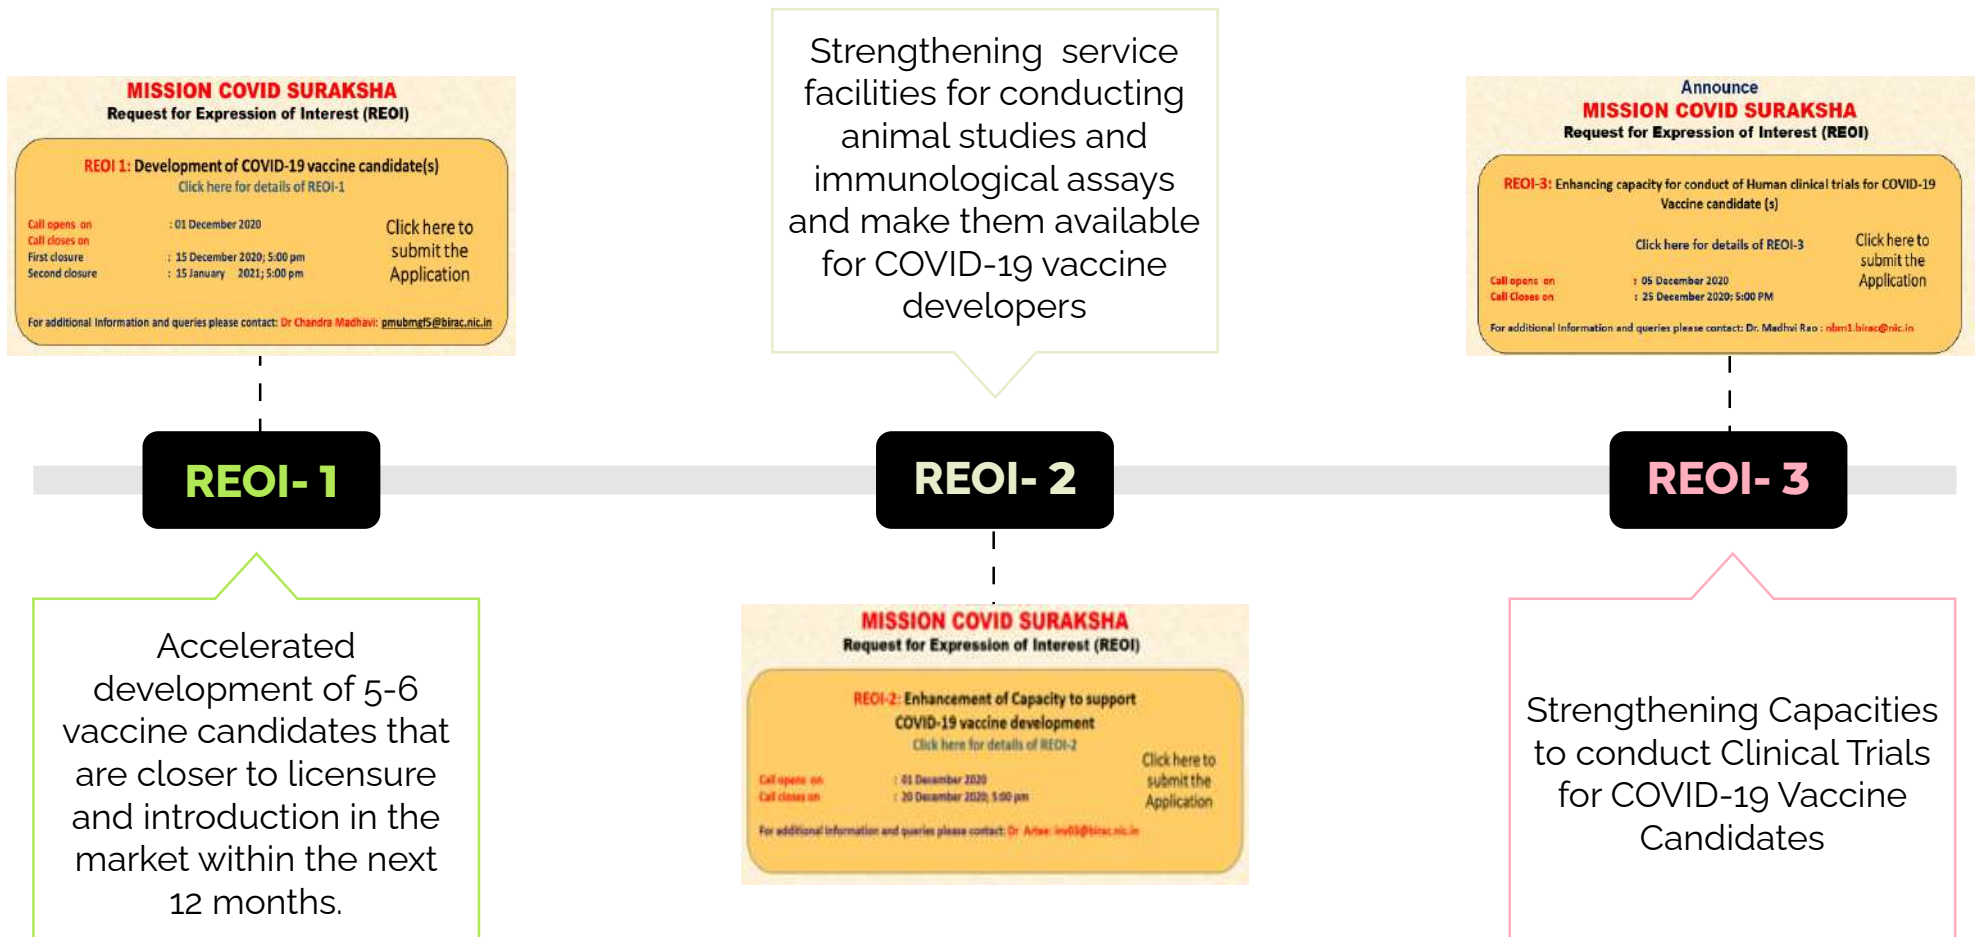 MISSION COVID SURAKSHA
Request for Expression of Interest (REOI)
REOI 1: Development of COVID-19 vaccine candidate(s)
Click here for details of REOI-1
Call opens on : 01 December 2020
Call closes on
First closure : 15 December 2020; 5:00 pm
Second closure : 15 January 2021; 5:00 pm
Click here to
submit the
Application
For additional Information and queries please contact: Dr Chandra Madhavi: pmubmgf5@birac.nic.in
REOI- 1
Accelerated
development of 5-6
vaccine candidates that
are closer to licensure
and introduction in the
market within the next
12 months.
Strengthening service
facilities for conducting
animal studies and
immunological assays
and make them available
for COVID-19 vaccine
developers
REOI- 2
MISSION COVID SURAKSHA
Request for Expression of Interest (REOI)
REOI-2: Enhancement of Capacity to support
COVID-19 vaccine development
Click here for details of REOI-2
Call opens on : 01 December 2020
Call closes on : 20 December 2020; 5:00 pm
Click here to
submit the
Application
For additional Information and queries please contact: Dr Artee: inv03@birac.nic.in
Announce
MISSION COVID SURAKSHA
Request for Expression of Interest (REOI)
REOI-3: Enhancing capacity for conduct of Human clinical trials for COVID-19
Vaccine candidate (s)
Click here for details of REOI-3
Click here to
submit the
Application
Call opens on : 05 December 2020
Call Closes on : 25 December 2020; 5:00 PM
For additional Information and queries please contact: Dr. Madhvi Rao : nbm1.birac@nic.in
REOI- 3
Strengthening Capacities
to conduct Clinical Trials
for COVID-19 Vaccine
Candidates